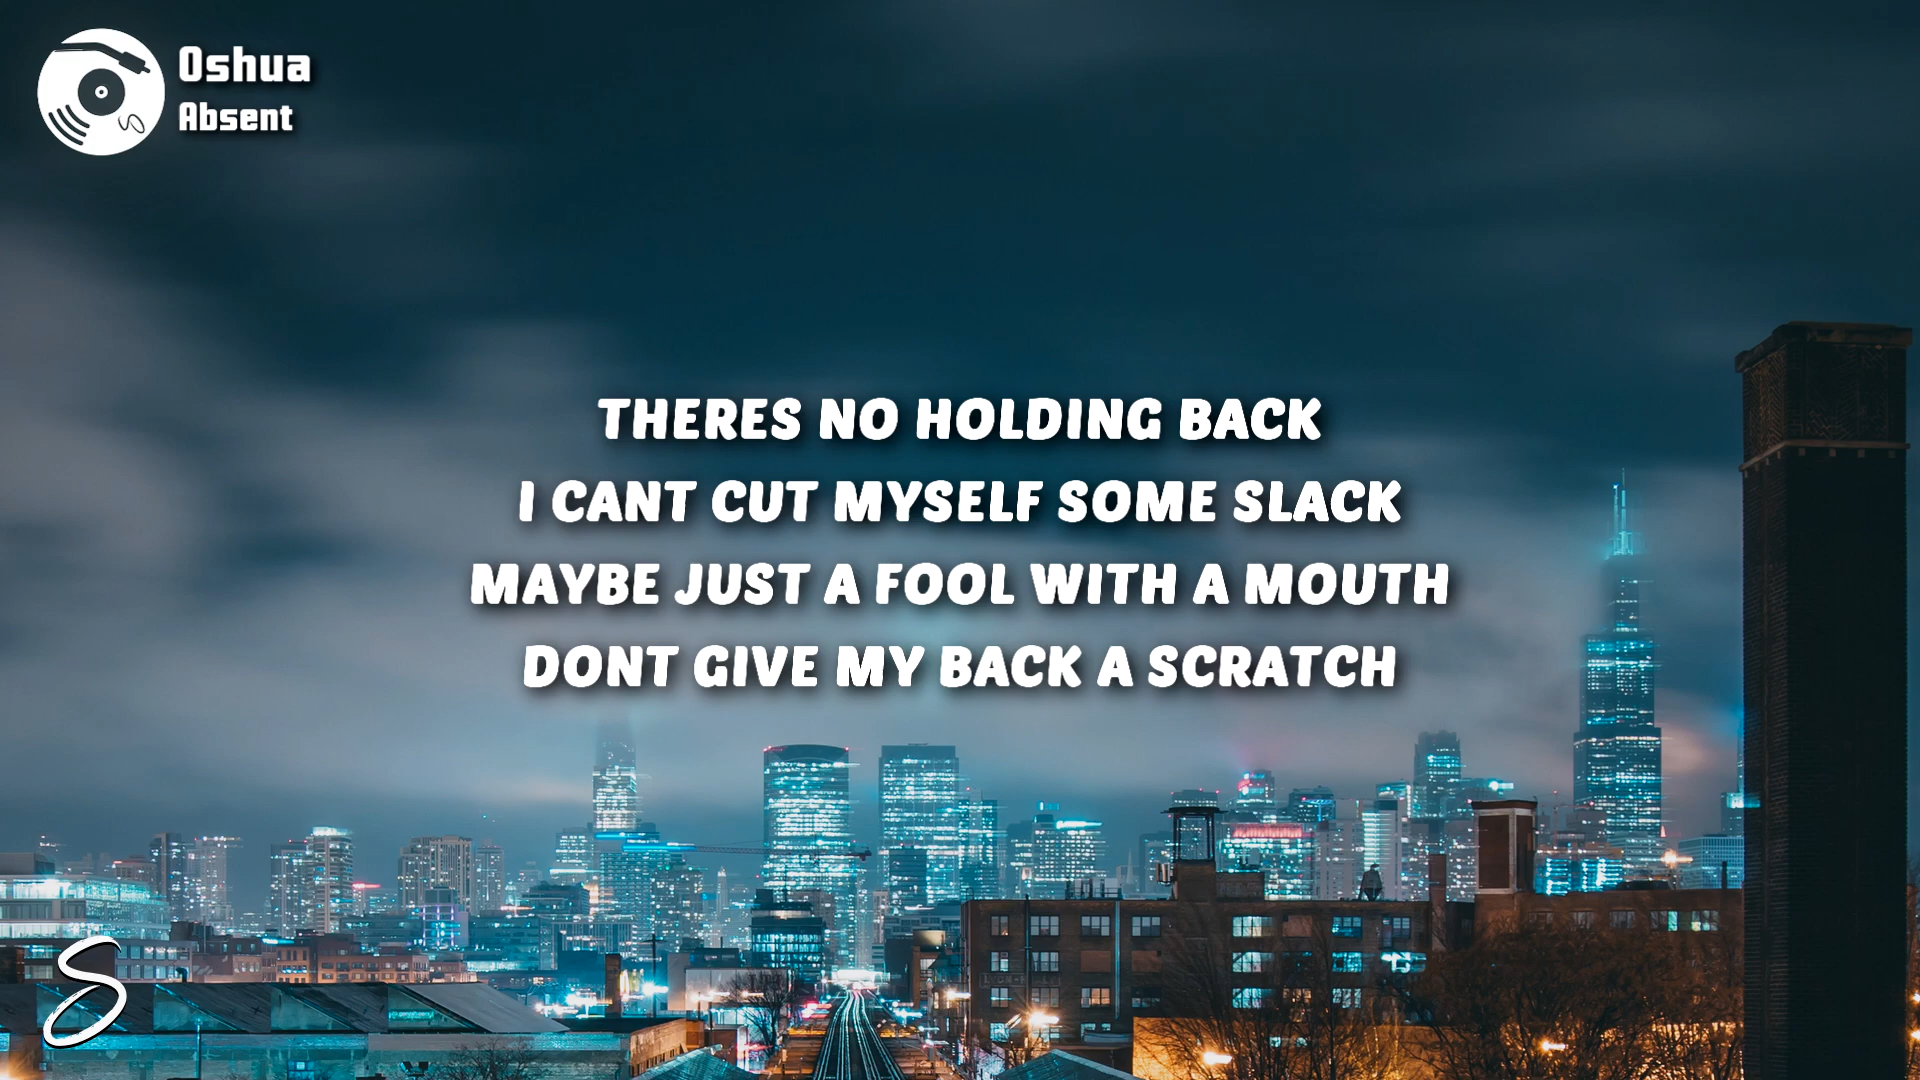 Oshua
Absent
THERES NO HOLDING BACK
I CANT CUT MYSELF SOME SLACK
MAYBE JUST A FOOL WITH A MOUTH
DONT GIVE MY BACK A SCRATCH
S